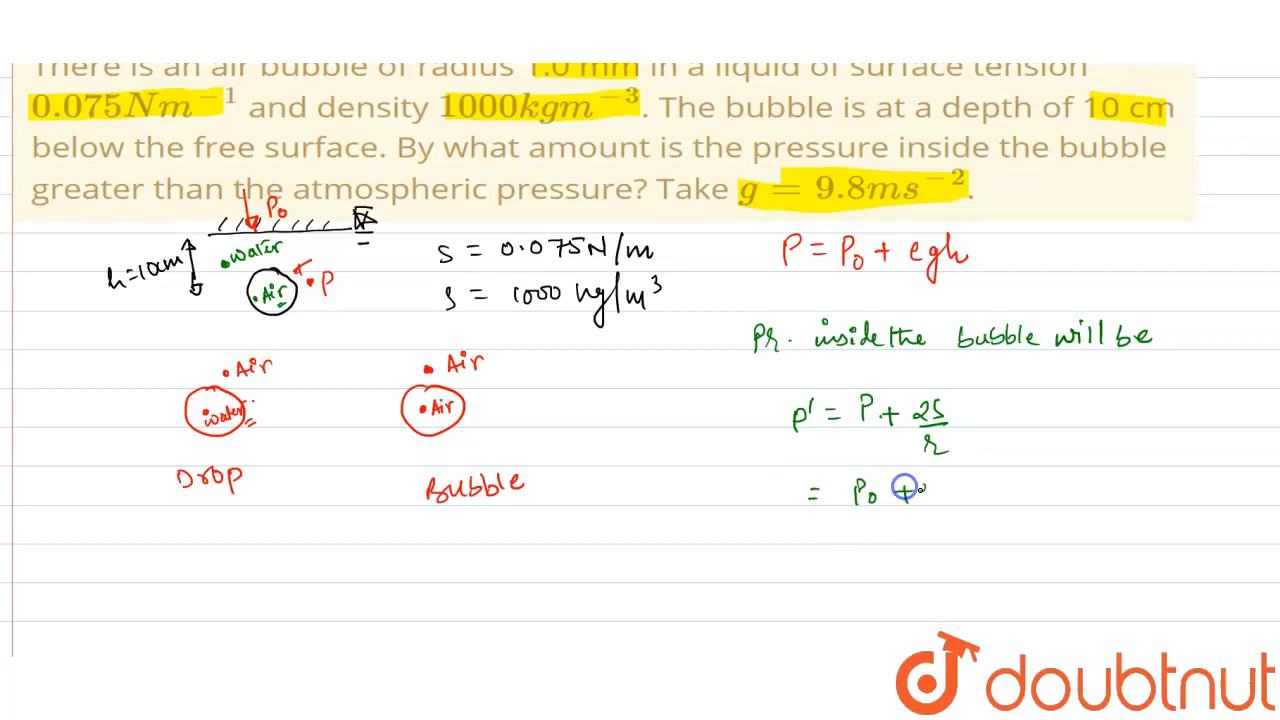 There is an air bubble of radius 1.0 mm in a liquid of surface tension
0.075Nm⁻¹ and density 1000kgm⁻³. The bubble is at a depth of 10 cm
below the free surface. By what amount is the pressure inside the bubble
greater than the atmospheric pressure? Take g = 9.8ms⁻².
P₀
h=10cm
water
Air
P
S = 0.075N/m
ρ = 1000 kg/m³
P = P₀ + ρgh
Pr. inside the bubble will be
Air
water
Drop
Air
Air
Bubble
P' = P + 2S/r
= P₀ +
doubtnut